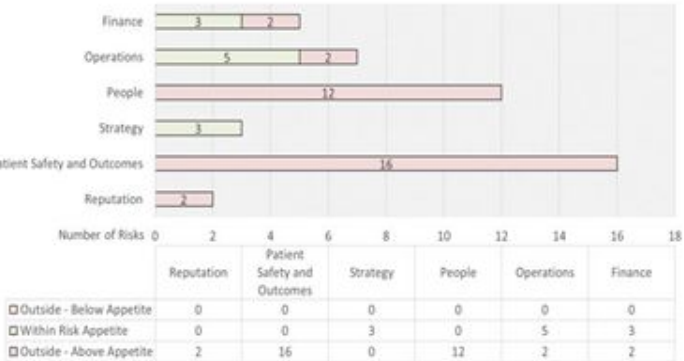 Finance 3 2
Operations 5 2
People 12
Strategy 3
atient Safety and Outcomes 16
Reputation 2
Number of Risks 0 2 4 6 8 10 12 14 16 18
Reputation Patient Safety and Outcomes Strategy People Operations Finance
Outside - Below Appetite 0 0 0 0 0 0
Within Risk Appetite 0 0 3 0 5 3
Outside - Above Appetite 2 16 0 12 2 2